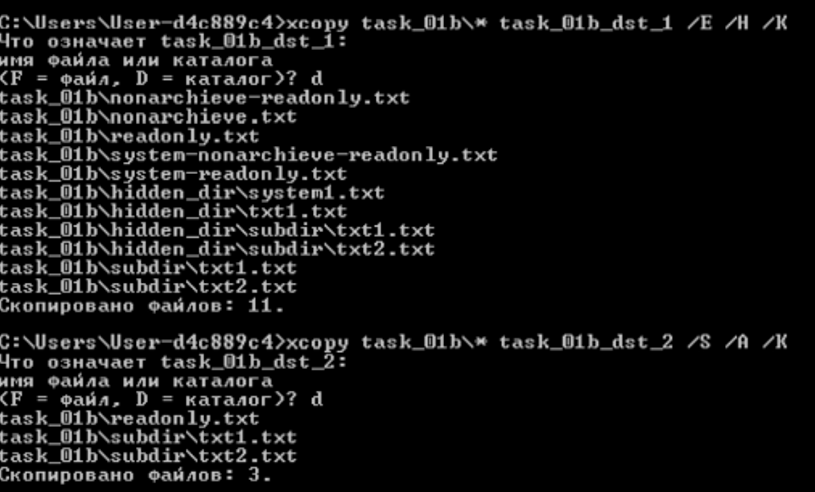 C:\Users\User-d4c889c4>xcopy task_01b\* task_01b_dst_1 /E /H /K
Что означает task_01b_dst_1:
имя файла или каталога
(F = файл, D = каталог)? d
task_01b\nonarchieve-readonly.txt
task_01b\nonarchieve.txt
task_01b\readonly.txt
task_01b\system-nonarchieve-readonly.txt
task_01b\system-readonly.txt
task_01b\hidden_dir\system1.txt
task_01b\hidden_dir\txt1.txt
task_01b\hidden_dir\subdir\txt1.txt
task_01b\hidden_dir\subdir\txt2.txt
task_01b\subdir\txt1.txt
task_01b\subdir\txt2.txt
Скопировано файлов: 11.
C:\Users\User-d4c889c4>xcopy task_01b\* task_01b_dst_2 /S /A /K
Что означает task_01b_dst_2:
имя файла или каталога
(F = файл, D = каталог)? d
task_01b\readonly.txt
task_01b\subdir\txt1.txt
task_01b\subdir\txt2.txt
Скопировано файлов: 3.